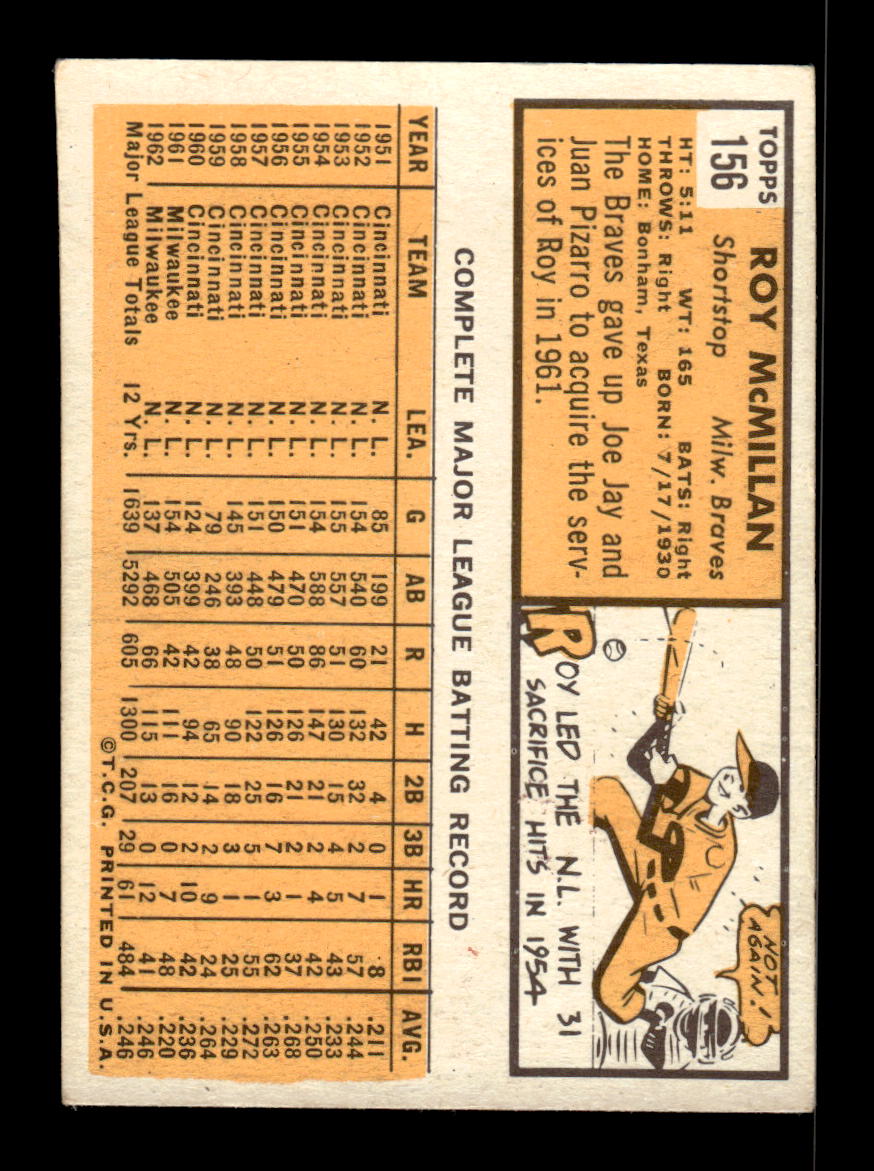 TOPPS
156
ROY McMILLAN
Shortstop Milw. Braves
HT: 5:11 WT: 165 BATS: Right
THROWS: Right BORN: 7/17/1930
HOME: Bonham, Texas
The Braves gave up Joe Jay and
Juan Pizarro to acquire the serv-
ices of Roy in 1961.
NOT
AGAIN!
ROY LED THE N.L. WITH 31
SACRIFICE HITS IN 1954
COMPLETE MAJOR LEAGUE BATTING RECORD
YEAR TEAM LEA. G AB R H 2B 3B HR RBI AVG.
1951 Cincinnati N. L. 85 199 21 42 4 0 1 8 .211
1952 Cincinnati N. L. 154 540 60 132 32 2 7 57 .244
1953 Cincinnati N. L. 155 557 51 130 15 4 5 43 .233
1954 Cincinnati N. L. 154 588 86 147 21 2 4 42 .250
1955 Cincinnati N. L. 151 470 50 126 21 2 1 37 .268
1956 Cincinnati N. L. 150 479 51 126 16 7 3 62 .263
1957 Cincinnati N. L. 151 448 50 122 25 5 1 55 .272
1958 Cincinnati N. L. 145 393 48 90 18 3 1 25 .229
1959 Cincinnati N. L. 79 246 38 65 14 2 9 24 .264
1960 Cincinnati N. L. 124 399 42 94 12 2 10 42 .236
1961 Milwaukee N. L. 154 505 42 111 16 0 7 48 .220
1962 Milwaukee N. L. 137 468 66 115 13 0 12 41 .246
Major League Totals 12 Yrs. 1639 5292 605 1300 207 29 61 484 .246
©T.C.G. PRINTED IN U.S.A.